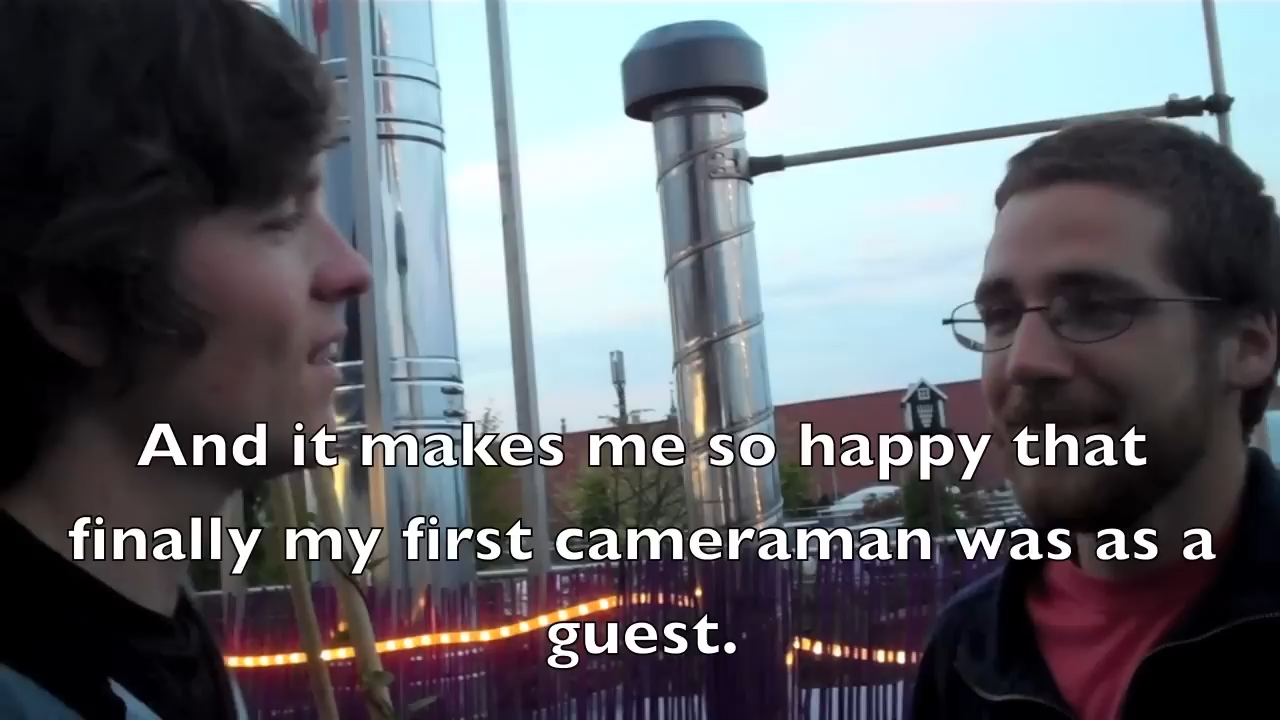 And it makes me so happy that
finally my first cameraman was as a
guest.